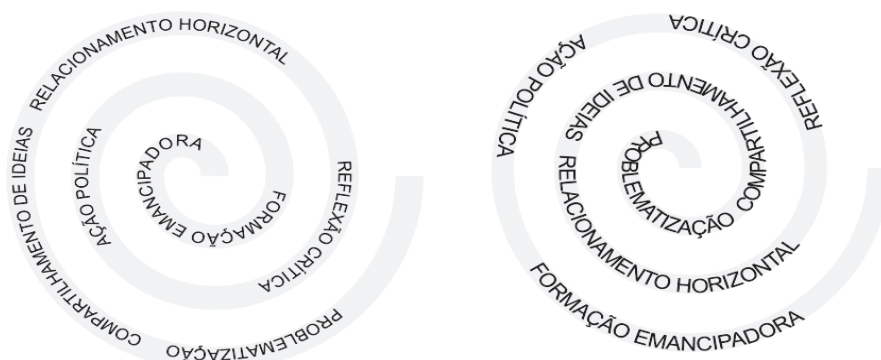 PROBLEMATIZAÇÃO
COMPARTILHAMENTO DE IDEIAS
RELACIONAMENTO HORIZONTAL
REFLEXÃO CRÍTICA
AÇÃO POLÍTICA
FORMAÇÃO EMANCIPADORA
PROBLEMATIZAÇÃO
COMPARTILHAMENTO DE IDEIAS
RELACIONAMENTO HORIZONTAL
REFLEXÃO CRÍTICA
AÇÃO POLÍTICA
FORMAÇÃO EMANCIPADORA